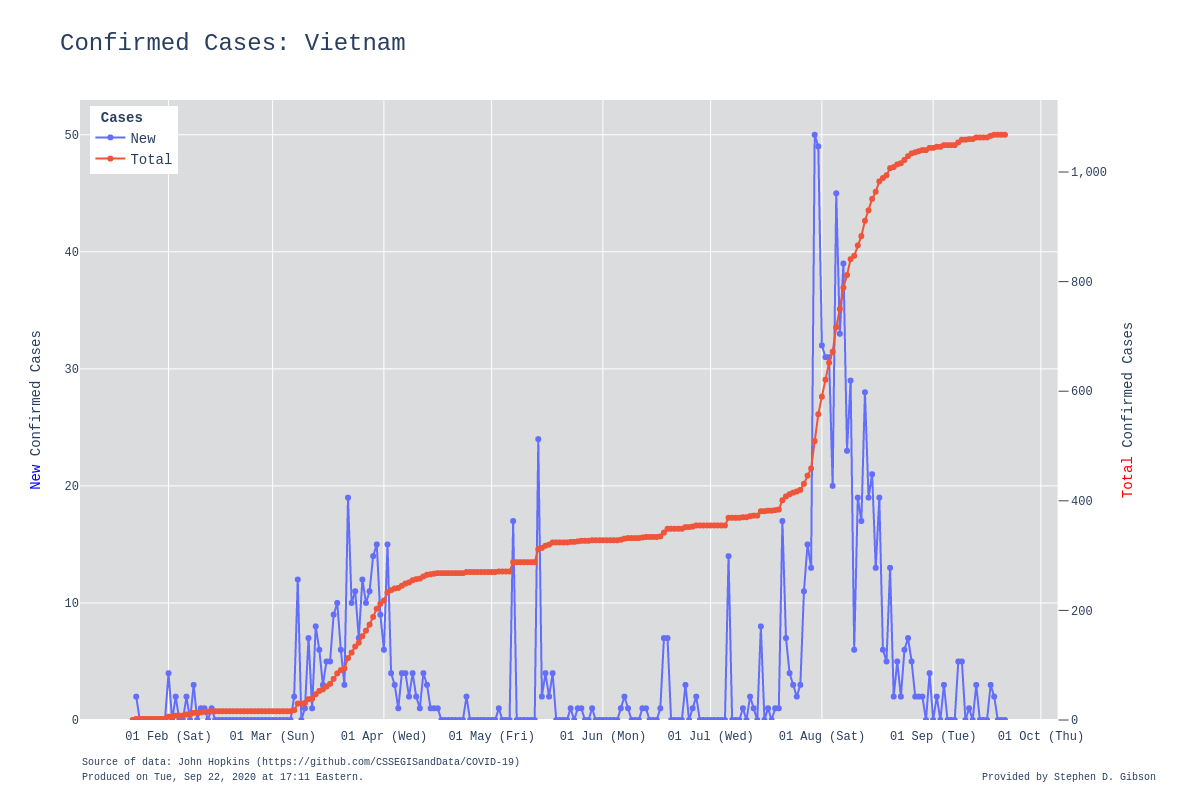 Confirmed Cases: Vietnam
Cases
New
Total
50
40
30
20
10
0
1,000
800
600
400
200
0
New Confirmed Cases
Total Confirmed Cases
01 Feb (Sat) 01 Mar (Sun) 01 Apr (Wed) 01 May (Fri) 01 Jun (Mon) 01 Jul (Wed) 01 Aug (Sat) 01 Sep (Tue) 01 Oct (Thu)
Source of data: John Hopkins (https://github.com/CSSEGISandData/COVID-19)
Produced on Tue, Sep 22, 2020 at 17:11 Eastern.
Provided by Stephen D. Gibson